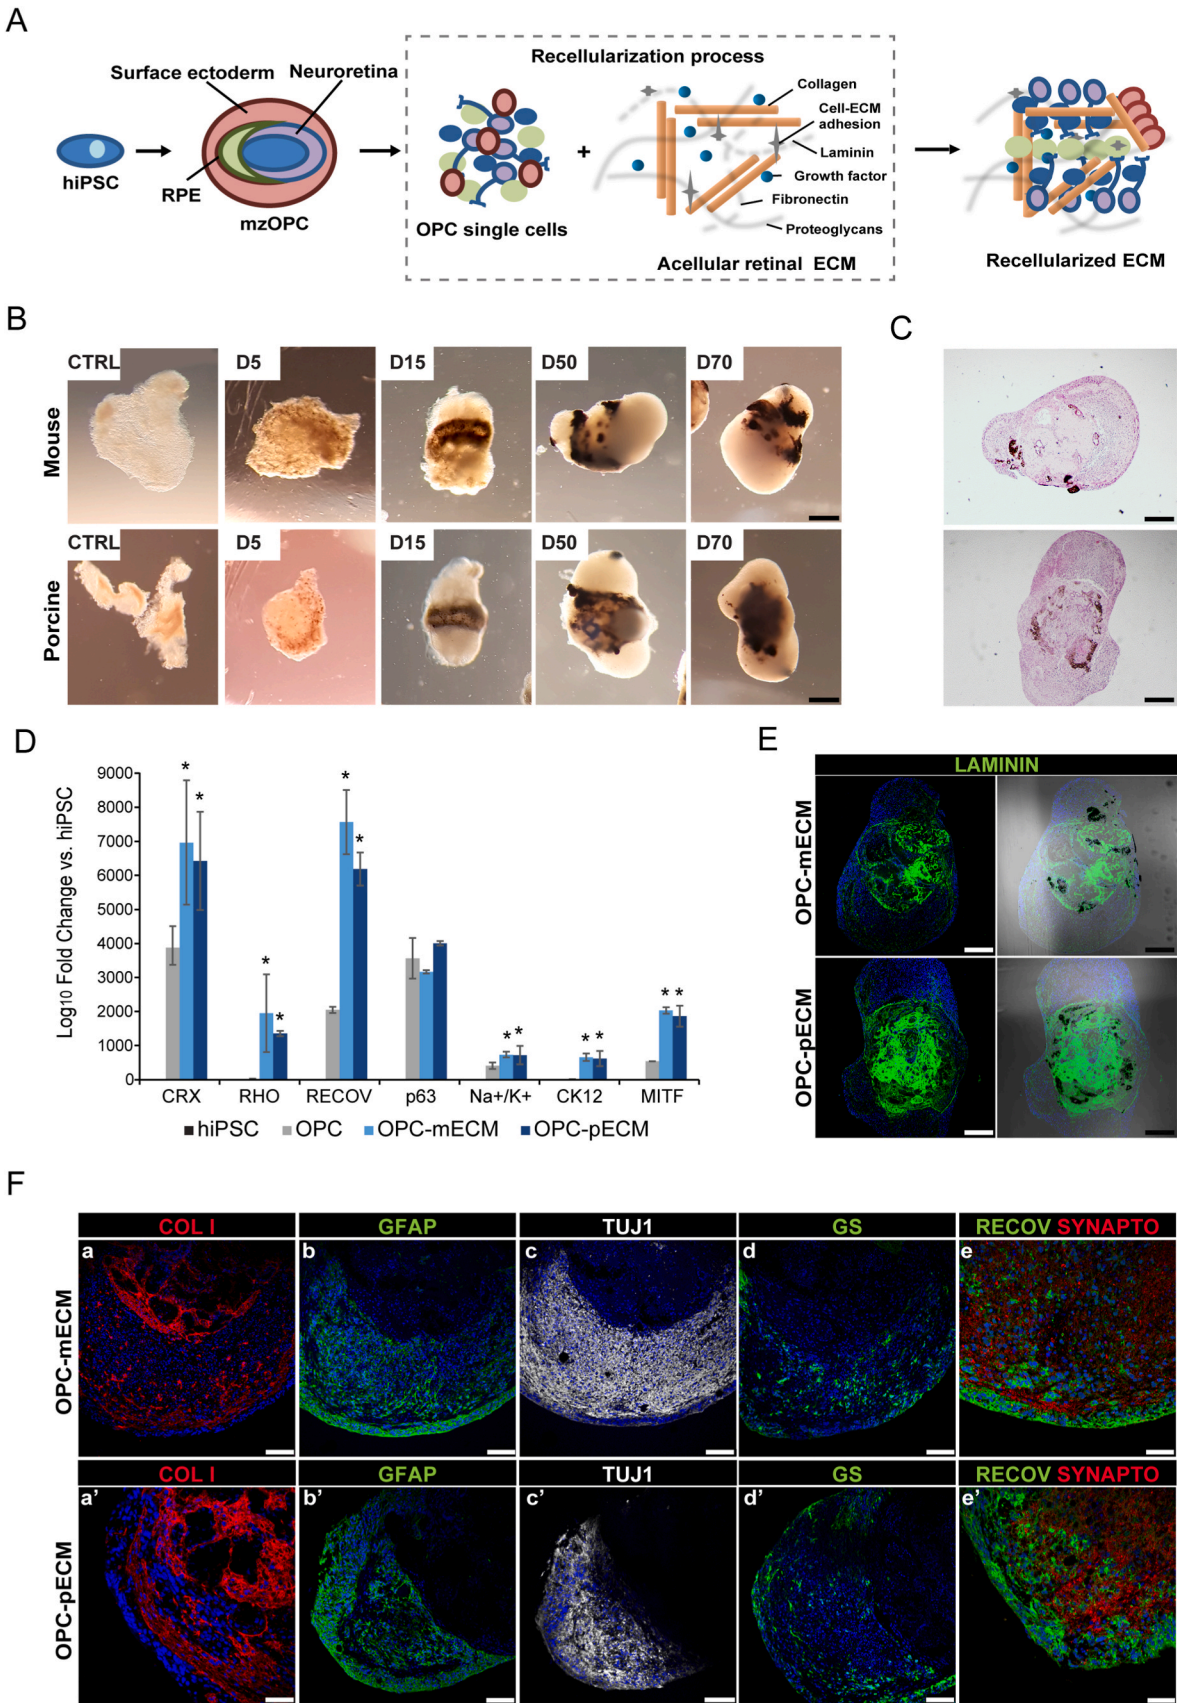 A
Recellularization process
Surface ectoderm
Neuroretina
hiPSC
RPE
mzOPC
OPC single cells
+
Collagen
Cell-ECM
adhesion
Laminin
Growth factor
Fibronectin
Proteoglycans
Acellular retinal ECM
Recellularized ECM
B
Mouse
CTRL D5 D15 D50 D70
Porcine
CTRL D5 D15 D50 D70
C
D
Log10 Fold Change vs. hiPSC
9000
8000
7000
6000
5000
4000
3000
2000
1000
0
* * * * * * * * * * * *
CRX RHO RECOV p63 Na+/K+ CK12 MITF
hiPSC OPC OPC-mECM OPC-pECM
E
LAMININ
OPC-mECM
OPC-pECM
F
COL I GFAP TUJ1 GS RECOV SYNAPTO
OPC-mECM
a b c d e
COL I GFAP TUJ1 GS RECOV SYNAPTO
OPC-pECM
a' b' c' d' e'